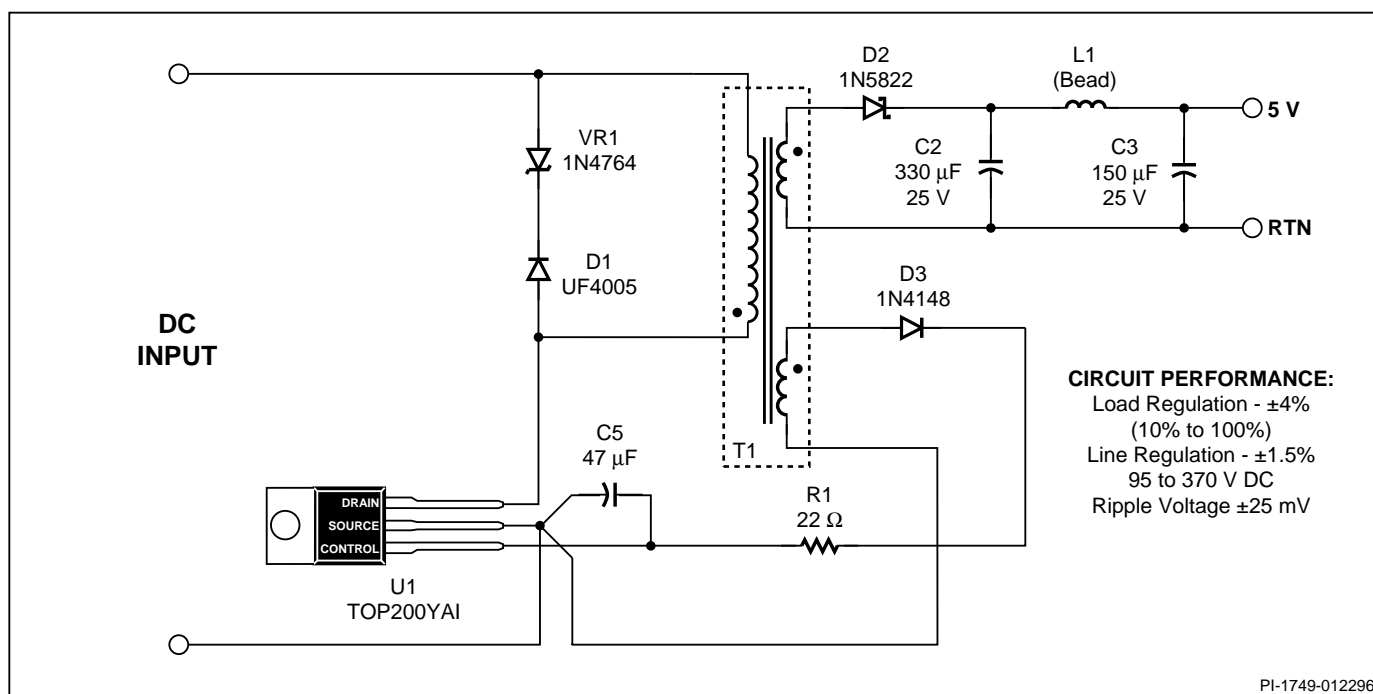 D2
1N5822
L1
(Bead)
5 V
VR1
1N4764
C2
330 µF
25 V
C3
150 µF
25 V
RTN
D1
UF4005
D3
1N4148
DC
INPUT
CIRCUIT PERFORMANCE:
Load Regulation - ±4%
(10% to 100%)
Line Regulation - ±1.5%
95 to 370 V DC
Ripple Voltage ±25 mV
T1
C5
47 µF
R1
22 Ω
DRAIN
SOURCE
CONTROL
U1
TOP200YAI
PI-1749-012296